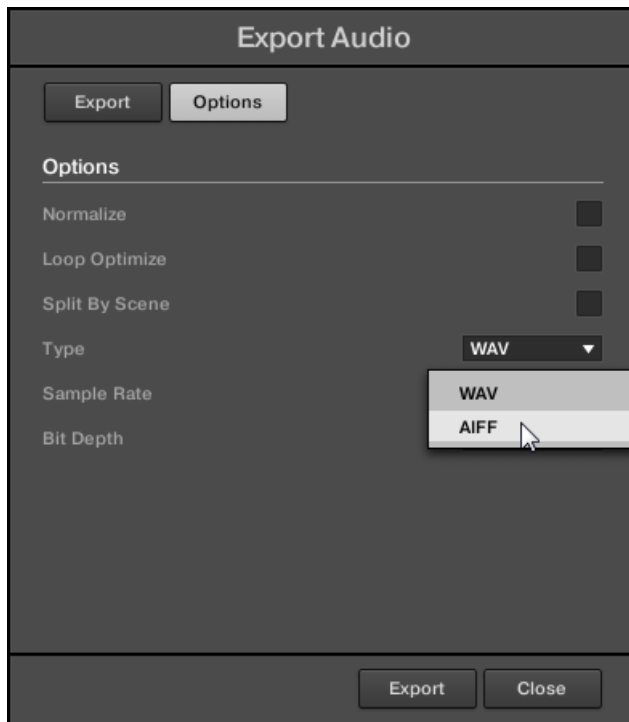 Export Audio
Export Options
Options
Normalize
Loop Optimize
Split By Scene
Type WAV
Sample Rate WAV
AIFF
Bit Depth
Export Close